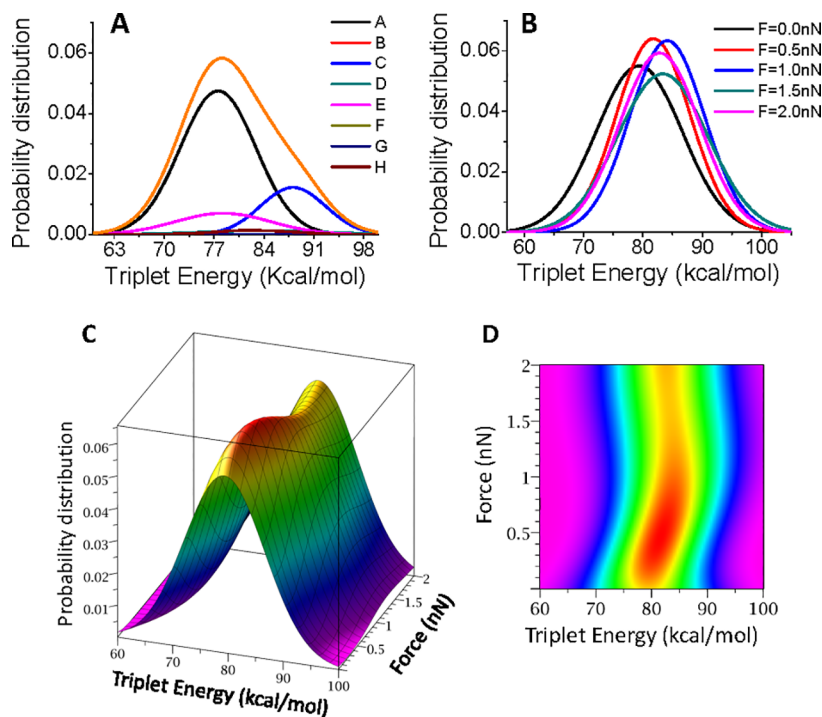 A
Probability distribution
0.06
0.04
0.02
0.00
63 70 77 84 91 98
Triplet Energy (Kcal/mol)
A
B
C
D
E
F
G
H
B
Probability distribution
0.06
0.04
0.02
0.00
60 70 80 90 100
Triplet Energy (kcal/mol)
F=0.0nN
F=0.5nN
F=1.0nN
F=1.5nN
F=2.0nN
C
Probability distribution
0.06
0.05
0.04
0.03
0.02
0.01
60 70 80 90 100
Triplet Energy (kcal/mol)
0.5 1 1.5 2
Force (nN)
D
Force (nN)
2
1.5
1
0.5
60 70 80 90 100
Triplet Energy (kcal/mol)